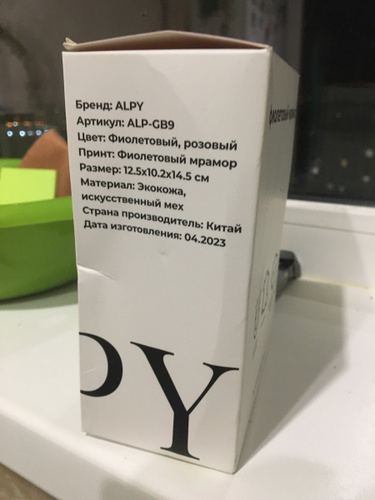 Бренд: ALPY
Артикул: ALP-GB9
Цвет: Фиолетовый, розовый
Принт: Фиолетовый мрамор
Размер: 12.5x10.2x14.5 см
Материал: Экокожа,
искусственный мех
Страна производитель: Китай
Дата изготовления: 04.2023
PY
фиолетовый